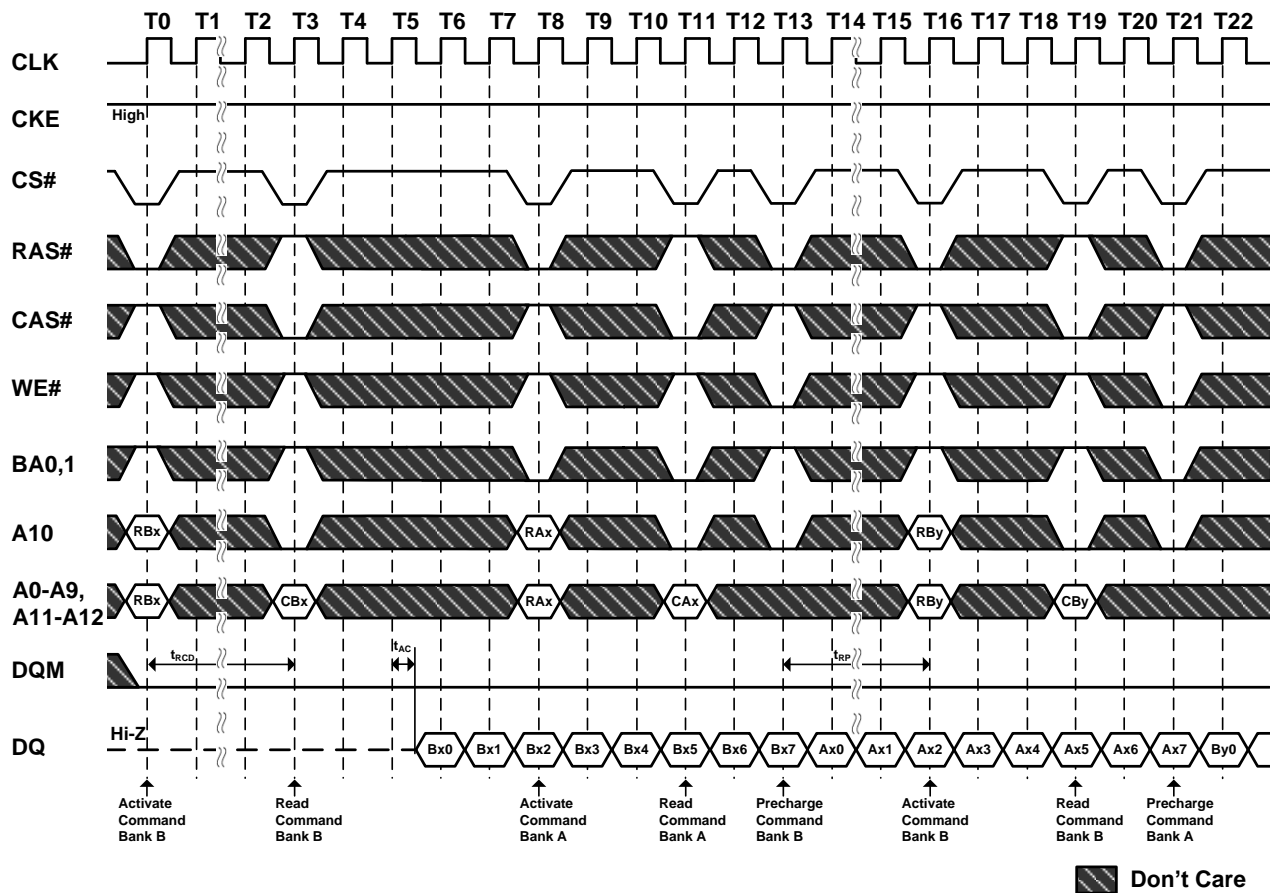 T0 T1 T2 T3 T4 T5 T6 T7 T8 T9 T10 T11 T12 T13 T14 T15 T16 T17 T18 T19 T20 T21 T22
CLK
CKE
High
CS#
RAS#
CAS#
WE#
BA0,1
A10
RBx RAx RBy
A0-A9,
A11-A12
RBx CBx RAx CAx RBy CBy
DQM
tRCD tAC tRP
DQ
Hi-Z
Bx0 Bx1 Bx2 Bx3 Bx4 Bx5 Bx6 Bx7 Ax0 Ax1 Ax2 Ax3 Ax4 Ax5 Ax6 Ax7 By0
Activate
Command
Bank B
Read
Command
Bank B
Activate
Command
Bank A
Read
Command
Bank A
Precharge
Command
Bank B
Activate
Command
Bank B
Read
Command
Bank B
Precharge
Command
Bank A
Don't Care